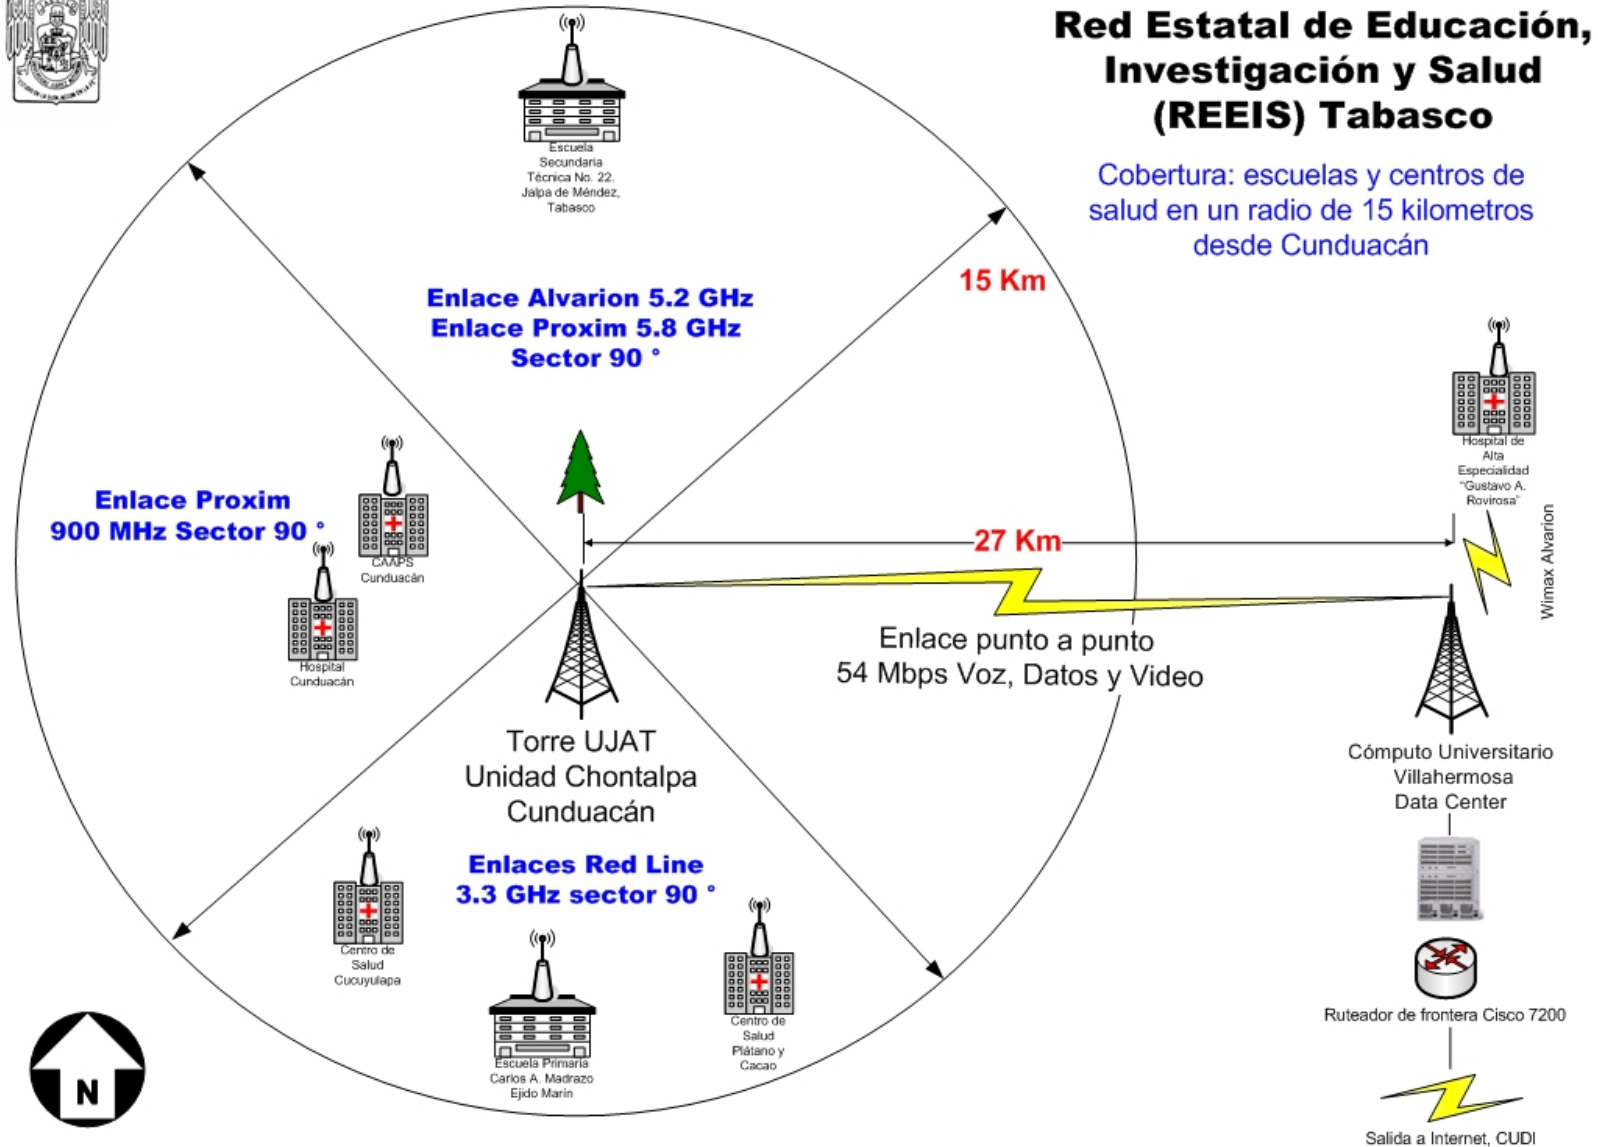 Red Estatal de Educación,
Investigación y Salud
(REEIS) Tabasco
Cobertura: escuelas y centros de
salud en un radio de 15 kilometros
desde Cunduacán
Escuela
Secundaria
Técnica No. 22.
Jalpa de Méndez,
Tabasco
15 Km
Enlace Alvarion 5.2 GHz
Enlace Proxim 5.8 GHz
Sector 90 °
Enlace Proxim
900 MHz Sector 90 °
CAAPS
Cunduacán
Hospital
Cunduacán
27 Km
Hospital de
Alta
Especialidad
"Gustavo A.
Rovirosa"
Wimax Alvarion
Enlace punto a punto
54 Mbps Voz, Datos y Video
Torre UJAT
Unidad Chontalpa
Cunduacán
Cómputo Universitario
Villahermosa
Data Center
Enlaces Red Line
3.3 GHz sector 90 °
Centro de
Salud
Cucuyulapa
Escuela Primaria
Carlos A. Madrazo
Ejido Marin
Centro de
Salud
Plátano y
Cacao
Ruteador de frontera Cisco 7200
Salida a Internet, CUDI
N